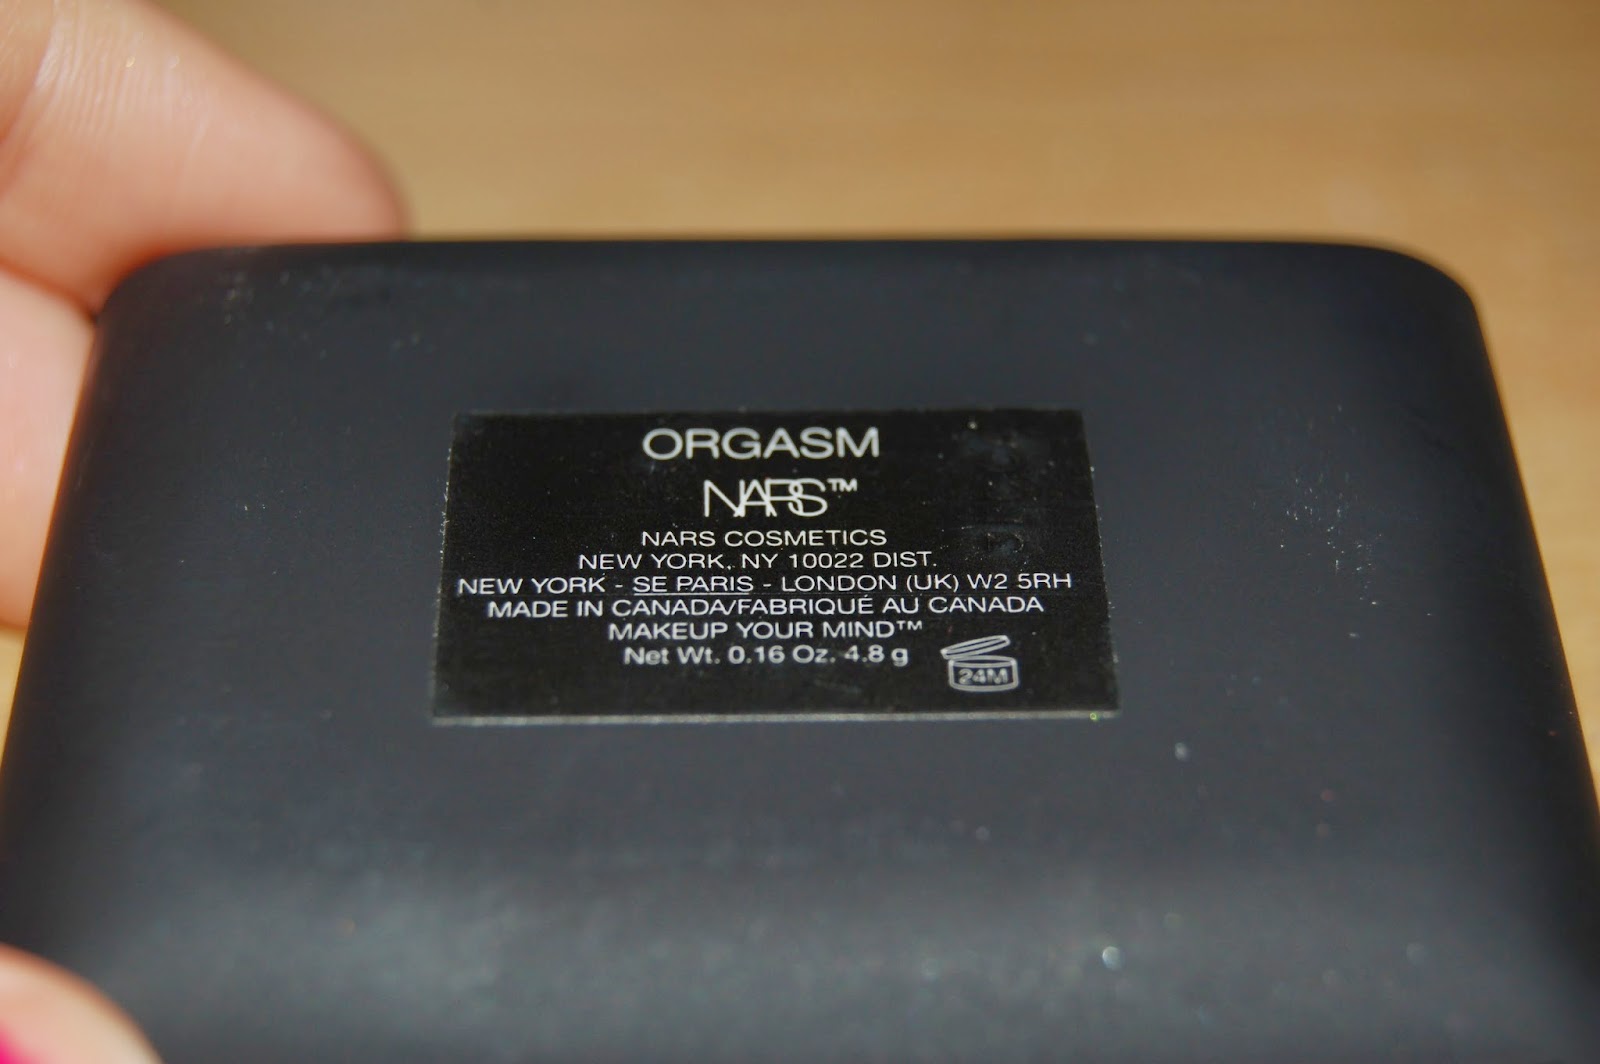 ORGASM
NARS™
NARS COSMETICS
NEW YORK, NY 10022 DIST.
NEW YORK - SE PARIS - LONDON (UK) W2 5RH
MADE IN CANADA/FABRIQUÉ AU CANADA
MAKEUP YOUR MIND™
Net Wt. 0.16 Oz. 4.8 g
24M